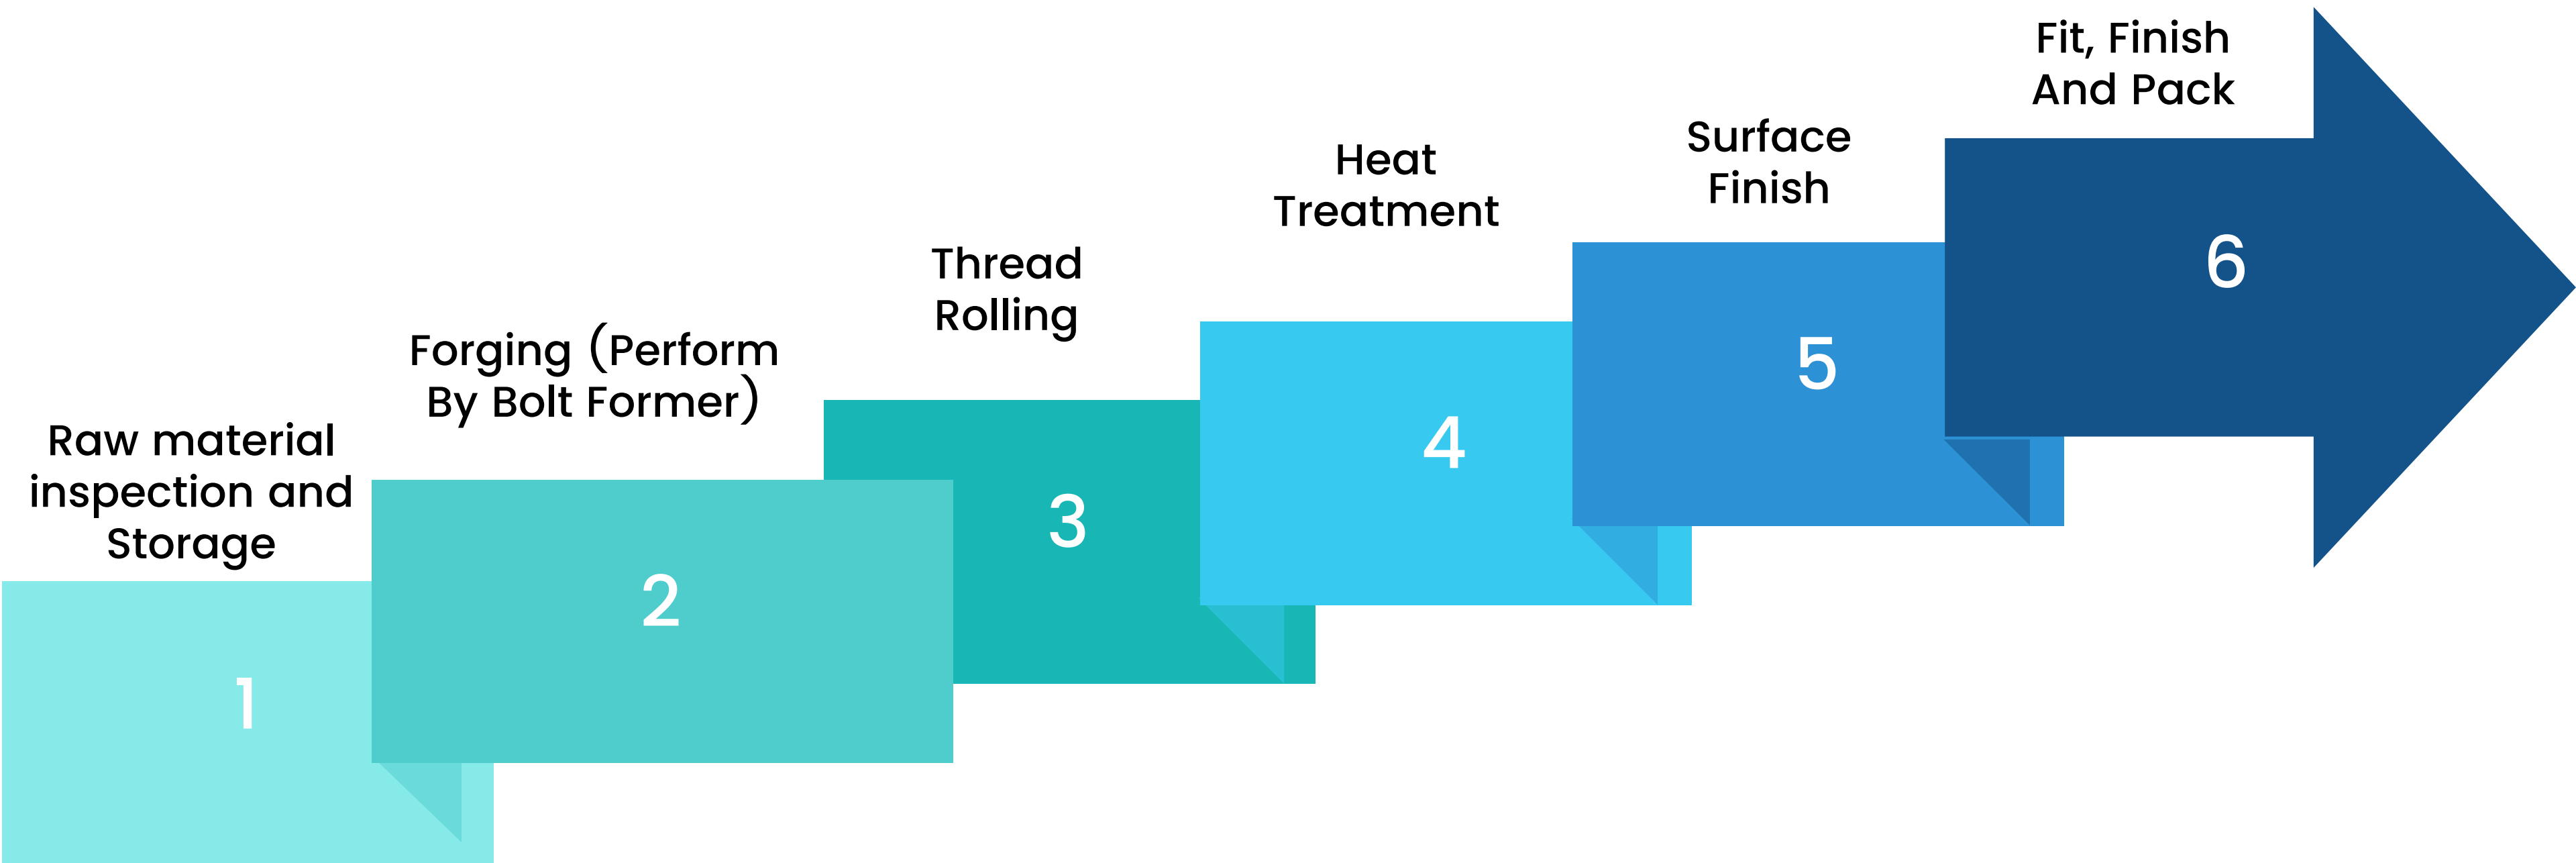 Raw material
inspection and
Storage
1
Forging (Perform
By Bolt Former)
2
Thread
Rolling
3
Heat
Treatment
4
Surface
Finish
5
Fit, Finish
And Pack
6